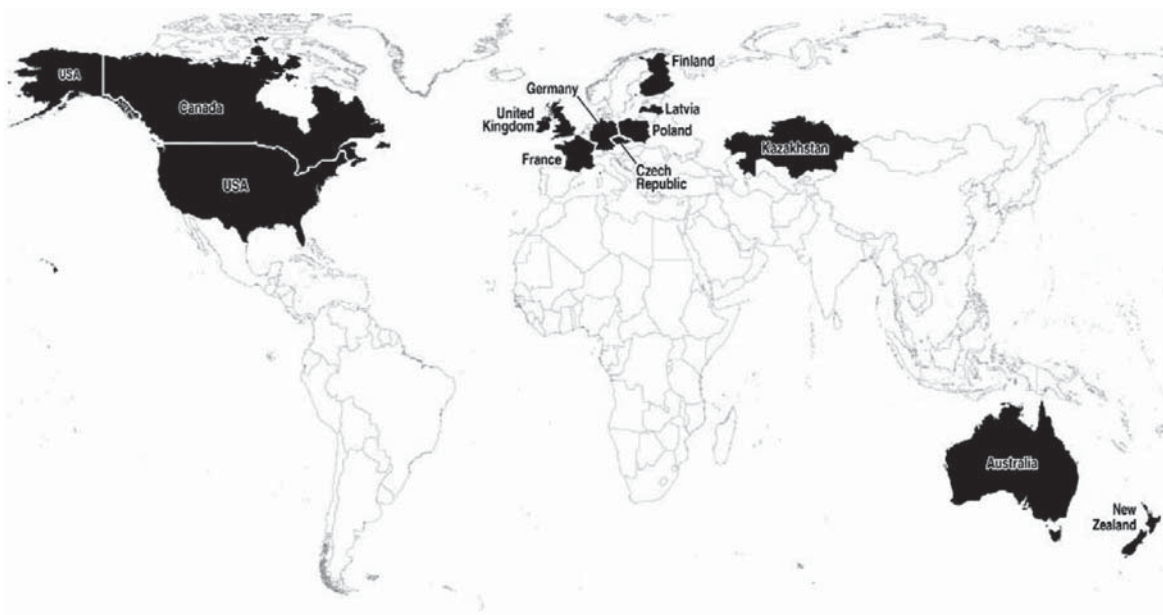 USA
Canada
USA
Finland
Germany
Latvia
United
Kingdom
Poland
France
Czech
Republic
Kazakhstan
Australia
New
Zealand